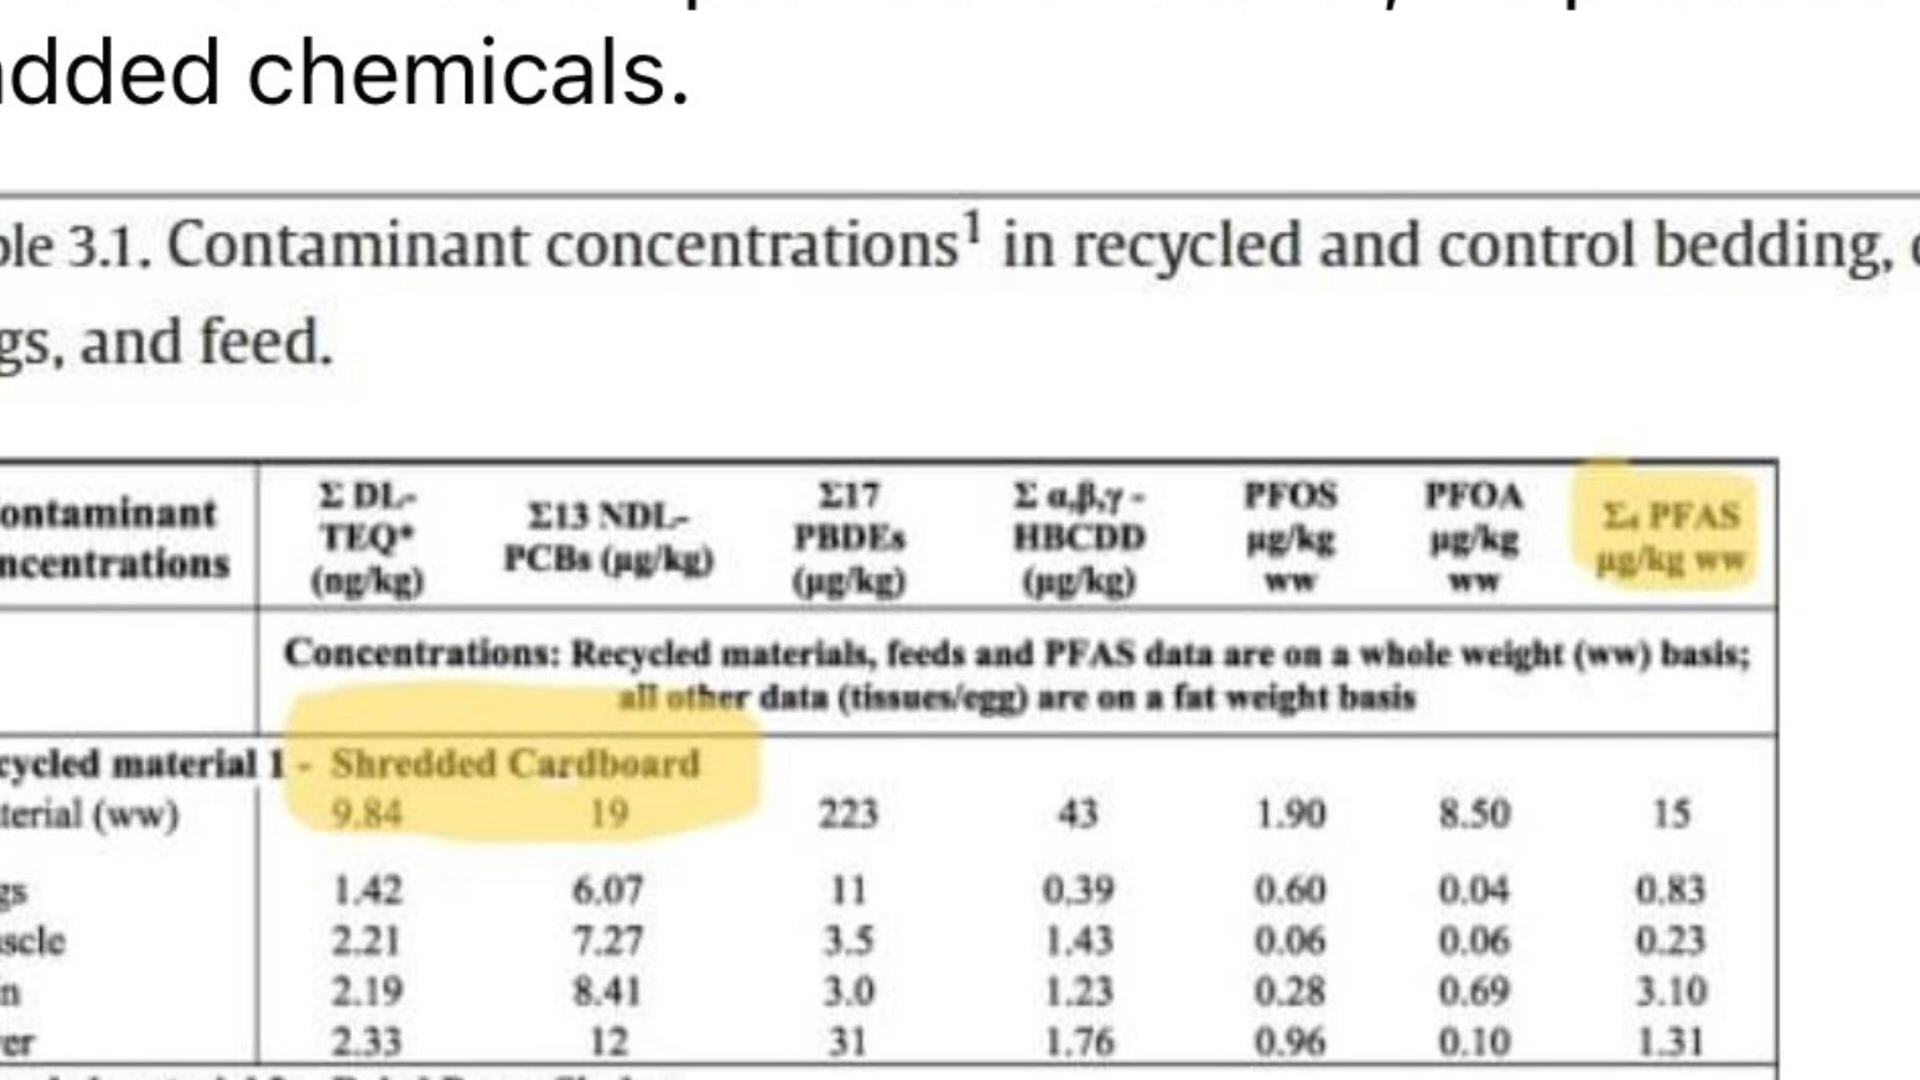 added chemicals.
ble 3.1. Contaminant concentrations¹ in recycled and control bedding,
gs, and feed.
ontaminant
ncentrations
Σ DL-
TEQ*
(ng/kg)
Σ13 NDL-
PCBs (µg/kg)
Σ17
PBDEs
(µg/kg)
Σ α,β,γ -
HBCDD
(µg/kg)
PFOS
µg/kg
ww
PFOA
µg/kg
ww
Σ₄ PFAS
µg/kg ww
Concentrations: Recycled materials, feeds and PFAS data are on a whole weight (ww) basis;
all other data (tissues/egg) are on a fat weight basis
cycled material 1 - Shredded Cardboard
terial (ww) 9.84 19 223 43 1.90 8.50 15
gs 1.42 6.07 11 0.39 0.60 0.04 0.83
scle 2.21 7.27 3.5 1.43 0.06 0.06 0.23
n 2.19 8.41 3.0 1.23 0.28 0.69 3.10
er 2.33 12 31 1.76 0.96 0.10 1.31